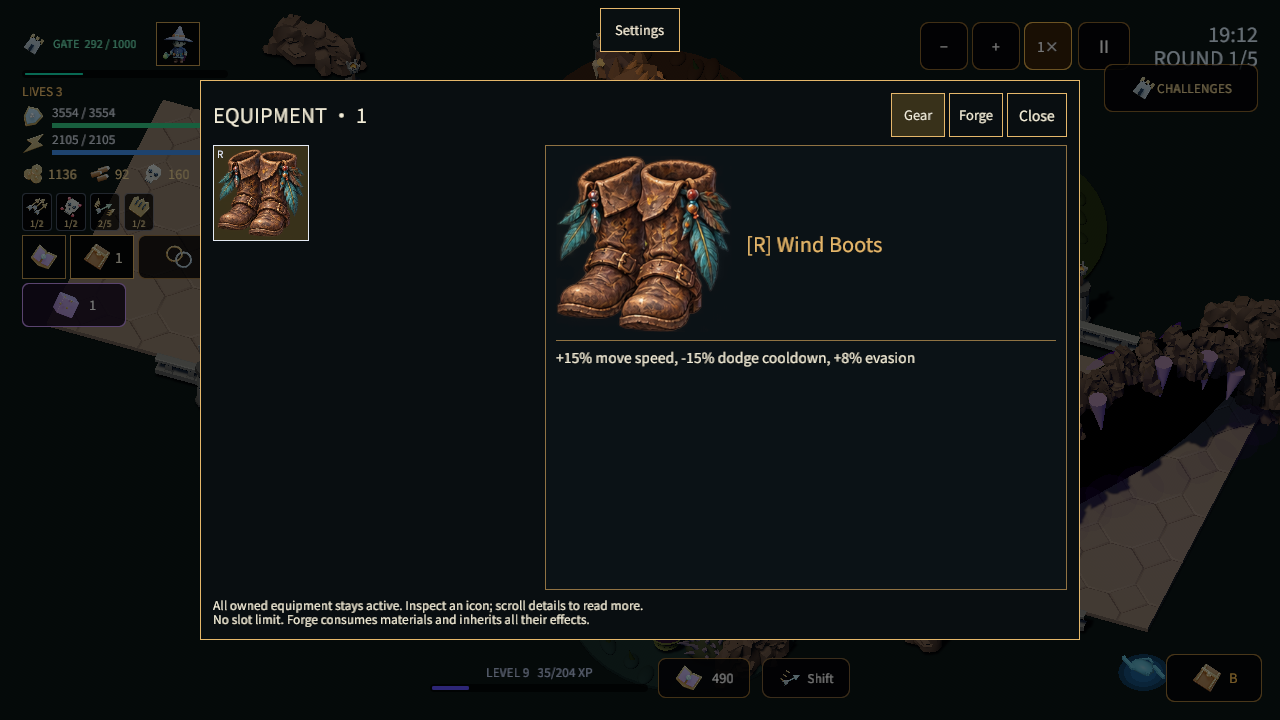 Settings
GATE 292 / 1000
− + 1× II
19:12
ROUND 1/5
CHALLENGES
LIVES 3
3554 / 3554
2105 / 2105
1136 92 160
1/2 1/2 2/5 1/2
1
1
EQUIPMENT • 1
Gear Forge Close
R
[R] Wind Boots
+15% move speed, -15% dodge cooldown, +8% evasion
All owned equipment stays active. Inspect an icon; scroll details to read more.
No slot limit. Forge consumes materials and inherits all their effects.
LEVEL 9 35/204 XP
490
Shift
B